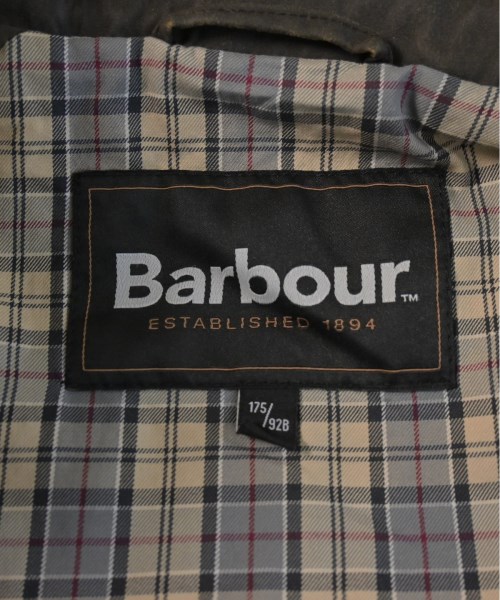 Barbour™
ESTABLISHED 1894
175/
92B